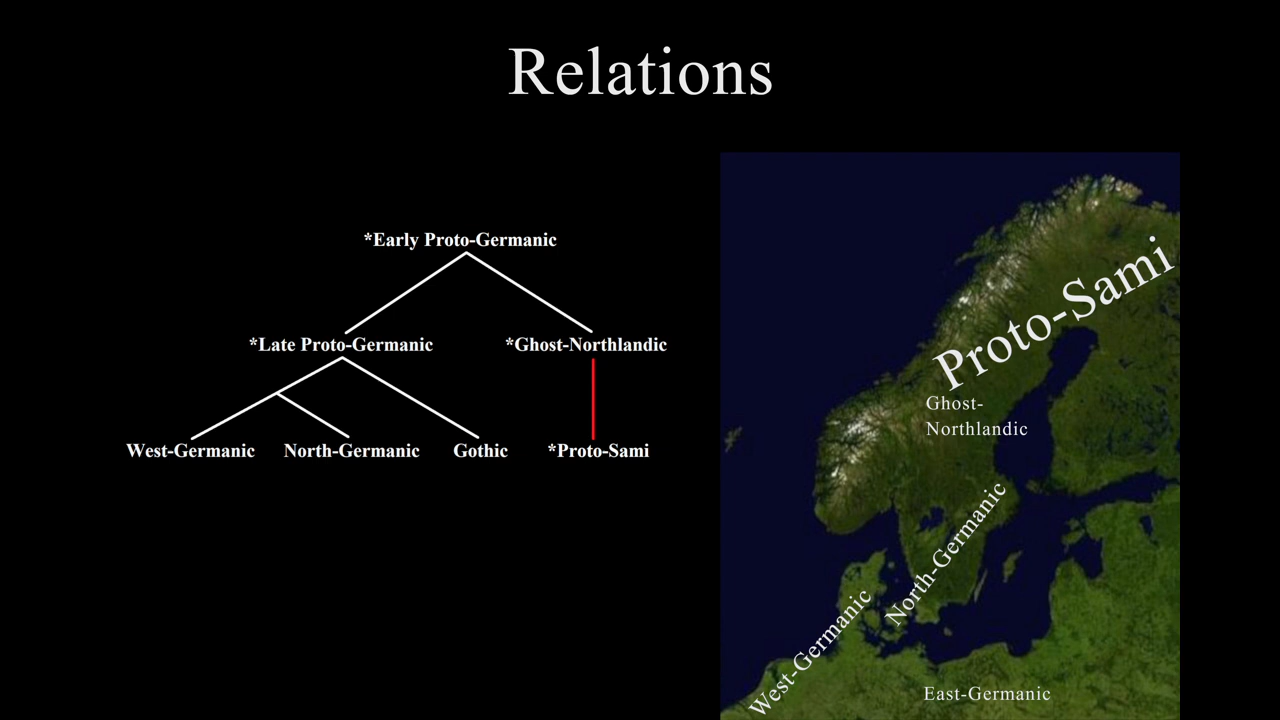 Relations
*Early Proto-Germanic
*Late Proto-Germanic
*Ghost-Northlandic
West-Germanic
North-Germanic
Gothic
*Proto-Sami
Proto-Sami
Ghost-
Northlandic
North-Germanic
West-Germanic
East-Germanic